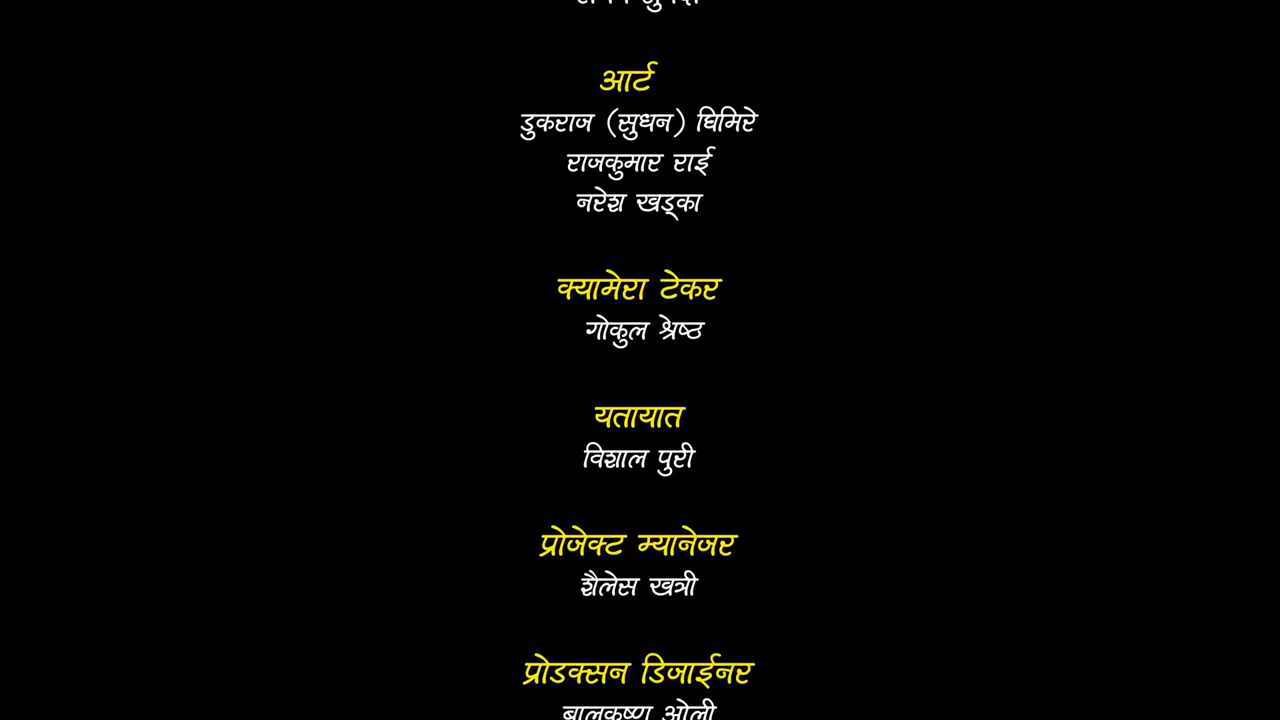 आर्ट
डुकराज (सुधन) घिमिरे
राजकुमार राई
नरेश खड्का
क्यामेरा टेकर
गोकुल श्रेष्ठ
यतायात
विशाल पुरी
प्रोजेक्ट म्यानेजर
शैलेस खत्री
प्रोडक्सन डिजाईनर
बालकृष्ण ओली